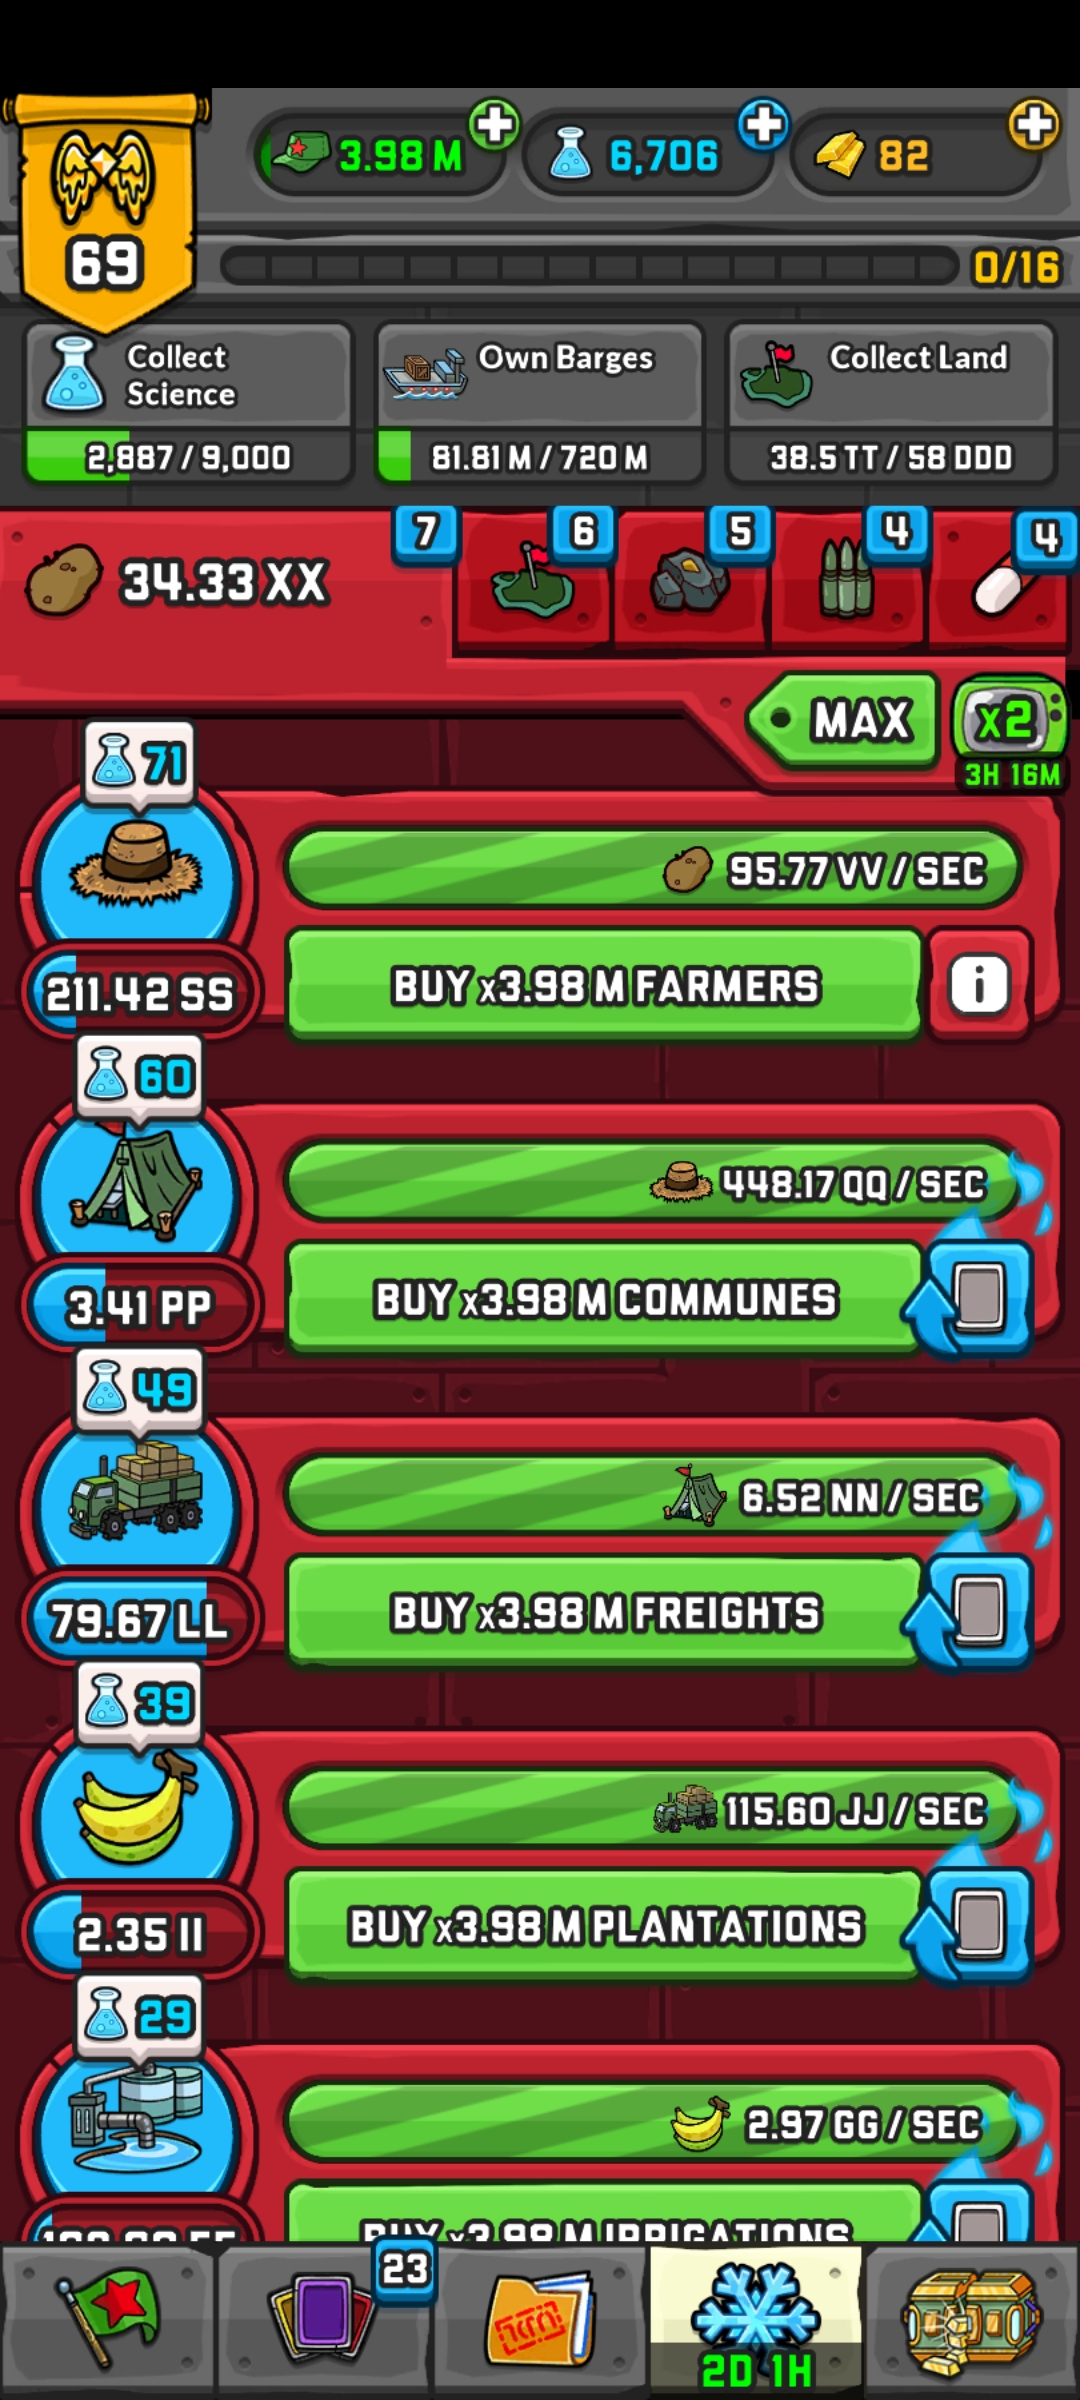 3.98 M
6,706
82
69
0/16
Collect
Science
2,887 / 9,000
Own Barges
81.81 M / 720 M
Collect Land
38.5 TT / 58 DDD
34.33 XX
7
6
5
4
4
MAX
x2
3H 16M
71
95.77 VV / SEC
211.42 SS
BUY x3.98 M FARMERS
i
60
448.17 QQ / SEC
3.41 PP
BUY x3.98 M COMMUNES
49
6.52 NN / SEC
79.67 LL
BUY x3.98 M FREIGHTS
39
115.60 JJ / SEC
2.35 II
BUY x3.98 M PLANTATIONS
29
2.97 GG / SEC
BUY x3.98 M IRRIGATIONS
23
2D 1H